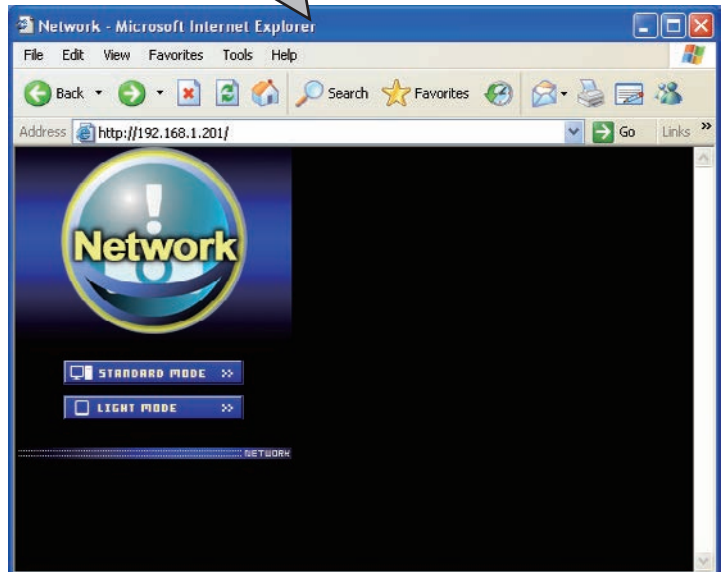 Network - Microsoft Internet Explorer
File Edit View Favorites Tools Help
Back Search Favorites
Address http://192.168.1.201/ Go Links »
Network
STANDARD MODE >>
LIGHT MODE >>
NETWORK